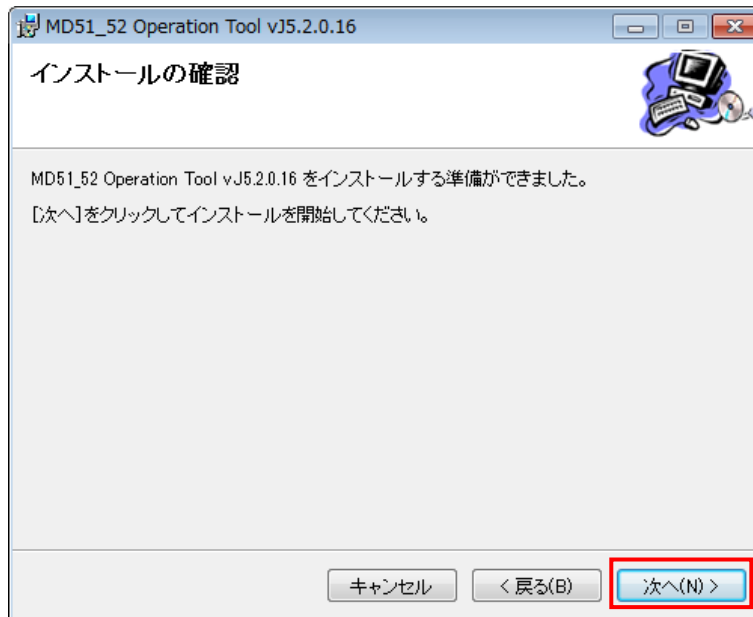 MD51_52 Operation Tool vJ5.2.0.16
インストールの確認
MD51_52 Operation Tool vJ5.2.0.16 をインストールする準備ができました。
[次へ]をクリックしてインストールを開始してください。
キャンセル
< 戻る(B)
次へ(N) >